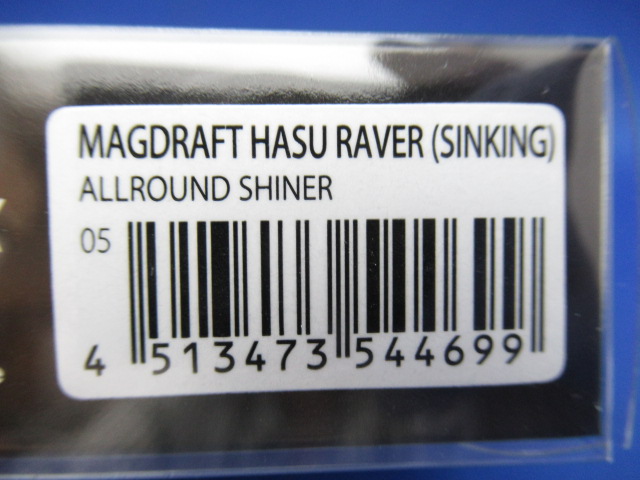 MAGDRAFT HASU RAVER (SINKING)
ALLROUND SHINER
05
4 513473 544699